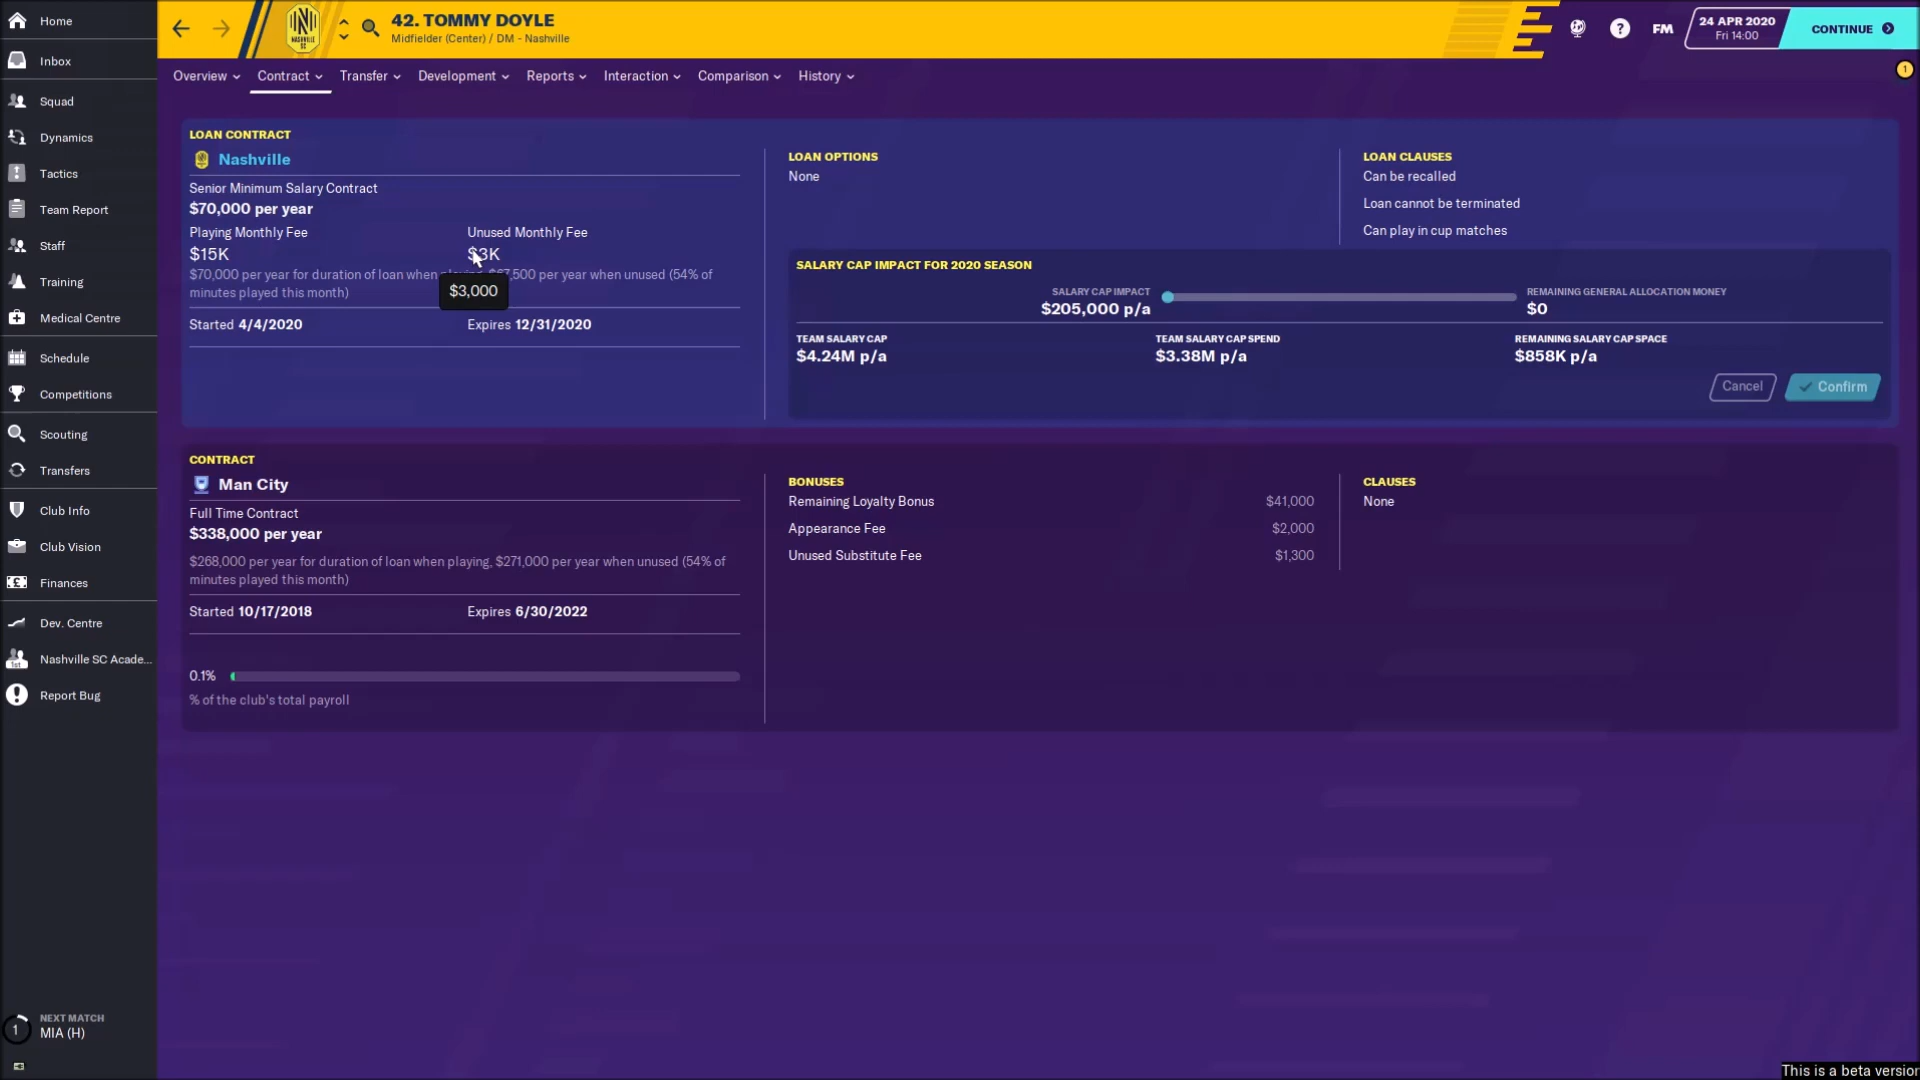 Home
Inbox
Squad
Dynamics
Tactics
Team Report
Staff
Training
Medical Centre
Schedule
Competitions
Scouting
Transfers
Club Info
Club Vision
Finances
Dev. Centre
Nashville SC Acade...
Report Bug
1
NEXT MATCH
MIA (H)
42. TOMMY DOYLE
Midfielder (Center) / DM - Nashville
FM
24 APR 2020
Fri 14:00
CONTINUE
1
Overview
Contract
Transfer
Development
Reports
Interaction
Comparison
History
LOAN CONTRACT
Nashville
Senior Minimum Salary Contract
$70,000 per year
Playing Monthly Fee
Unused Monthly Fee
$15K
$3K
$70,000 per year for duration of loan when ,500 per year when unused (54% of
minutes played this month)
$3,000
Started 4/4/2020
Expires 12/31/2020
LOAN OPTIONS
None
LOAN CLAUSES
Can be recalled
Loan cannot be terminated
Can play in cup matches
SALARY CAP IMPACT FOR 2020 SEASON
SALARY CAP IMPACT
$205,000 p/a
REMAINING GENERAL ALLOCATION MONEY
$0
TEAM SALARY CAP
$4.24M p/a
TEAM SALARY CAP SPEND
$3.38M p/a
REMAINING SALARY CAP SPACE
$858K p/a
Cancel
Confirm
CONTRACT
Man City
Full Time Contract
$338,000 per year
$268,000 per year for duration of loan when playing, $271,000 per year when unused (54% of
minutes played this month)
Started 10/17/2018
Expires 6/30/2022
0.1%
% of the club's total payroll
BONUSES
Remaining Loyalty Bonus
$41,000
Appearance Fee
$2,000
Unused Substitute Fee
$1,300
CLAUSES
None
This is a beta version